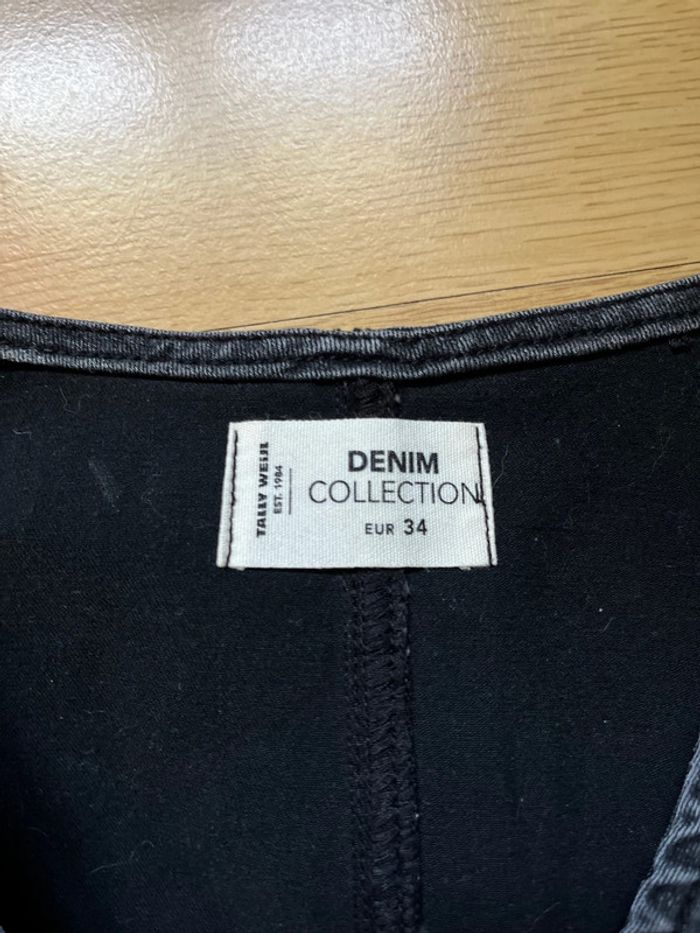 TALLY WEiJL
EST. 1984
DENIM
COLLECTION
EUR 34